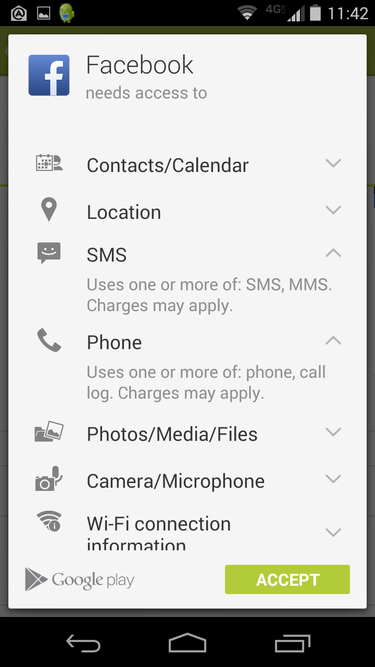 4G 11:42
Facebook
needs access to
Contacts/Calendar
Location
SMS
Uses one or more of: SMS, MMS.
Charges may apply.
Phone
Uses one or more of: phone, call
log. Charges may apply.
Photos/Media/Files
Camera/Microphone
Wi-Fi connection
information
Google play
ACCEPT